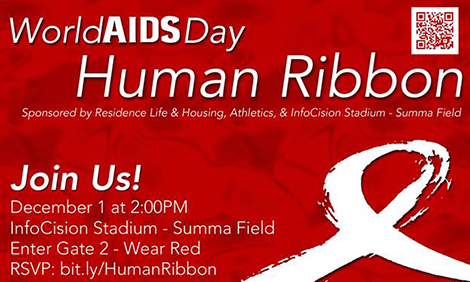 WorldAIDSDay
Human Ribbon
Sponsored by Residence Life & Housing, Athletics, & InfoCision Stadium - Summa Field
Join Us!
December 1 at 2:00PM
InfoCision Stadium - Summa Field
Enter Gate 2 - Wear Red
RSVP: bit.ly/HumanRibbon